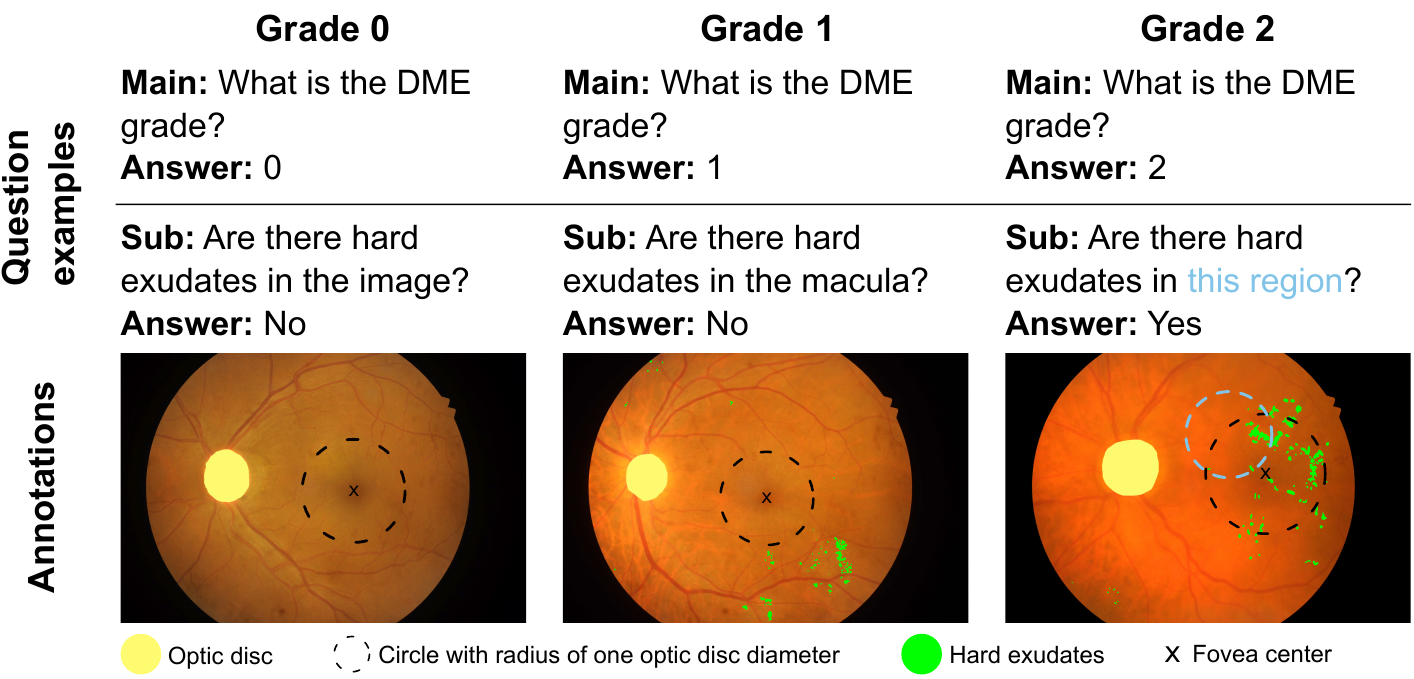 Grade 0
Grade 1
Grade 2
Question
examples
Main: What is the DME
grade?
Answer: 0
Main: What is the DME
grade?
Answer: 1
Main: What is the DME
grade?
Answer: 2
Sub: Are there hard
exudates in the image?
Answer: No
Sub: Are there hard
exudates in the macula?
Answer: No
Sub: Are there hard
exudates in this region?
Answer: Yes
Annotations
x
x
x
Optic disc
Circle with radius of one optic disc diameter
Hard exudates
x Fovea center